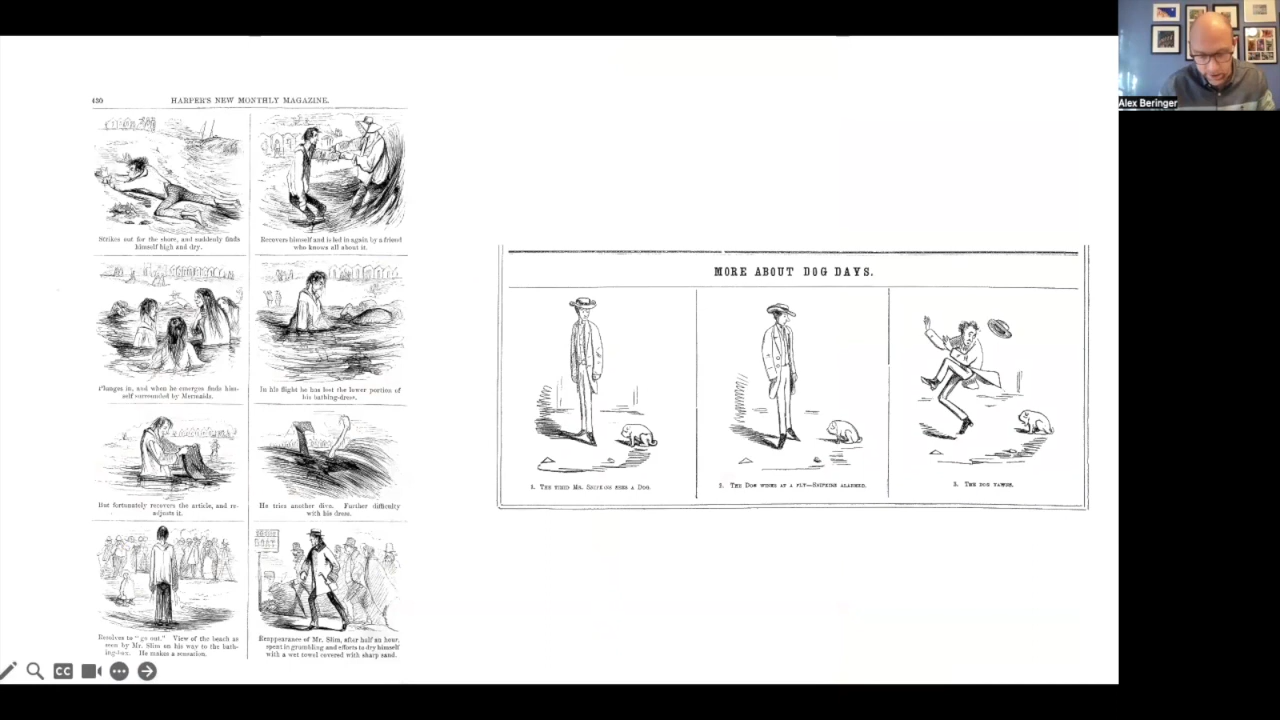 430
HARPER'S NEW MONTHLY MAGAZINE.
Strikes out for the shore, and suddenly finds
himself high and dry.
Recovers himself and is led in again by a friend
who knows all about it.
Plunges in, and when he emerges finds him-
self surrounded by Mermaids.
In his flight he has lost the lower portion of
his bathing-dress.
But fortunately recovers the article, and re-
adjusts it.
He tries another dive. Further difficulty
with his dress.
Resolves to "go out." View of the beach as
seen by Mr. Slim on his way to the bath-
ing-box. He makes a sensation.
Reappearance of Mr. Slim, after half an hour,
spent in grumbling and efforts to dry himself
with a wet towel covered with sharp sand.
MORE ABOUT DOG DAYS.
1. The timid Mr. Snipkins sees a Dog.
2. The Dog winks at a fly—Snipkins alarmed.
3. The dog yawns.
Alex Beringer
CC